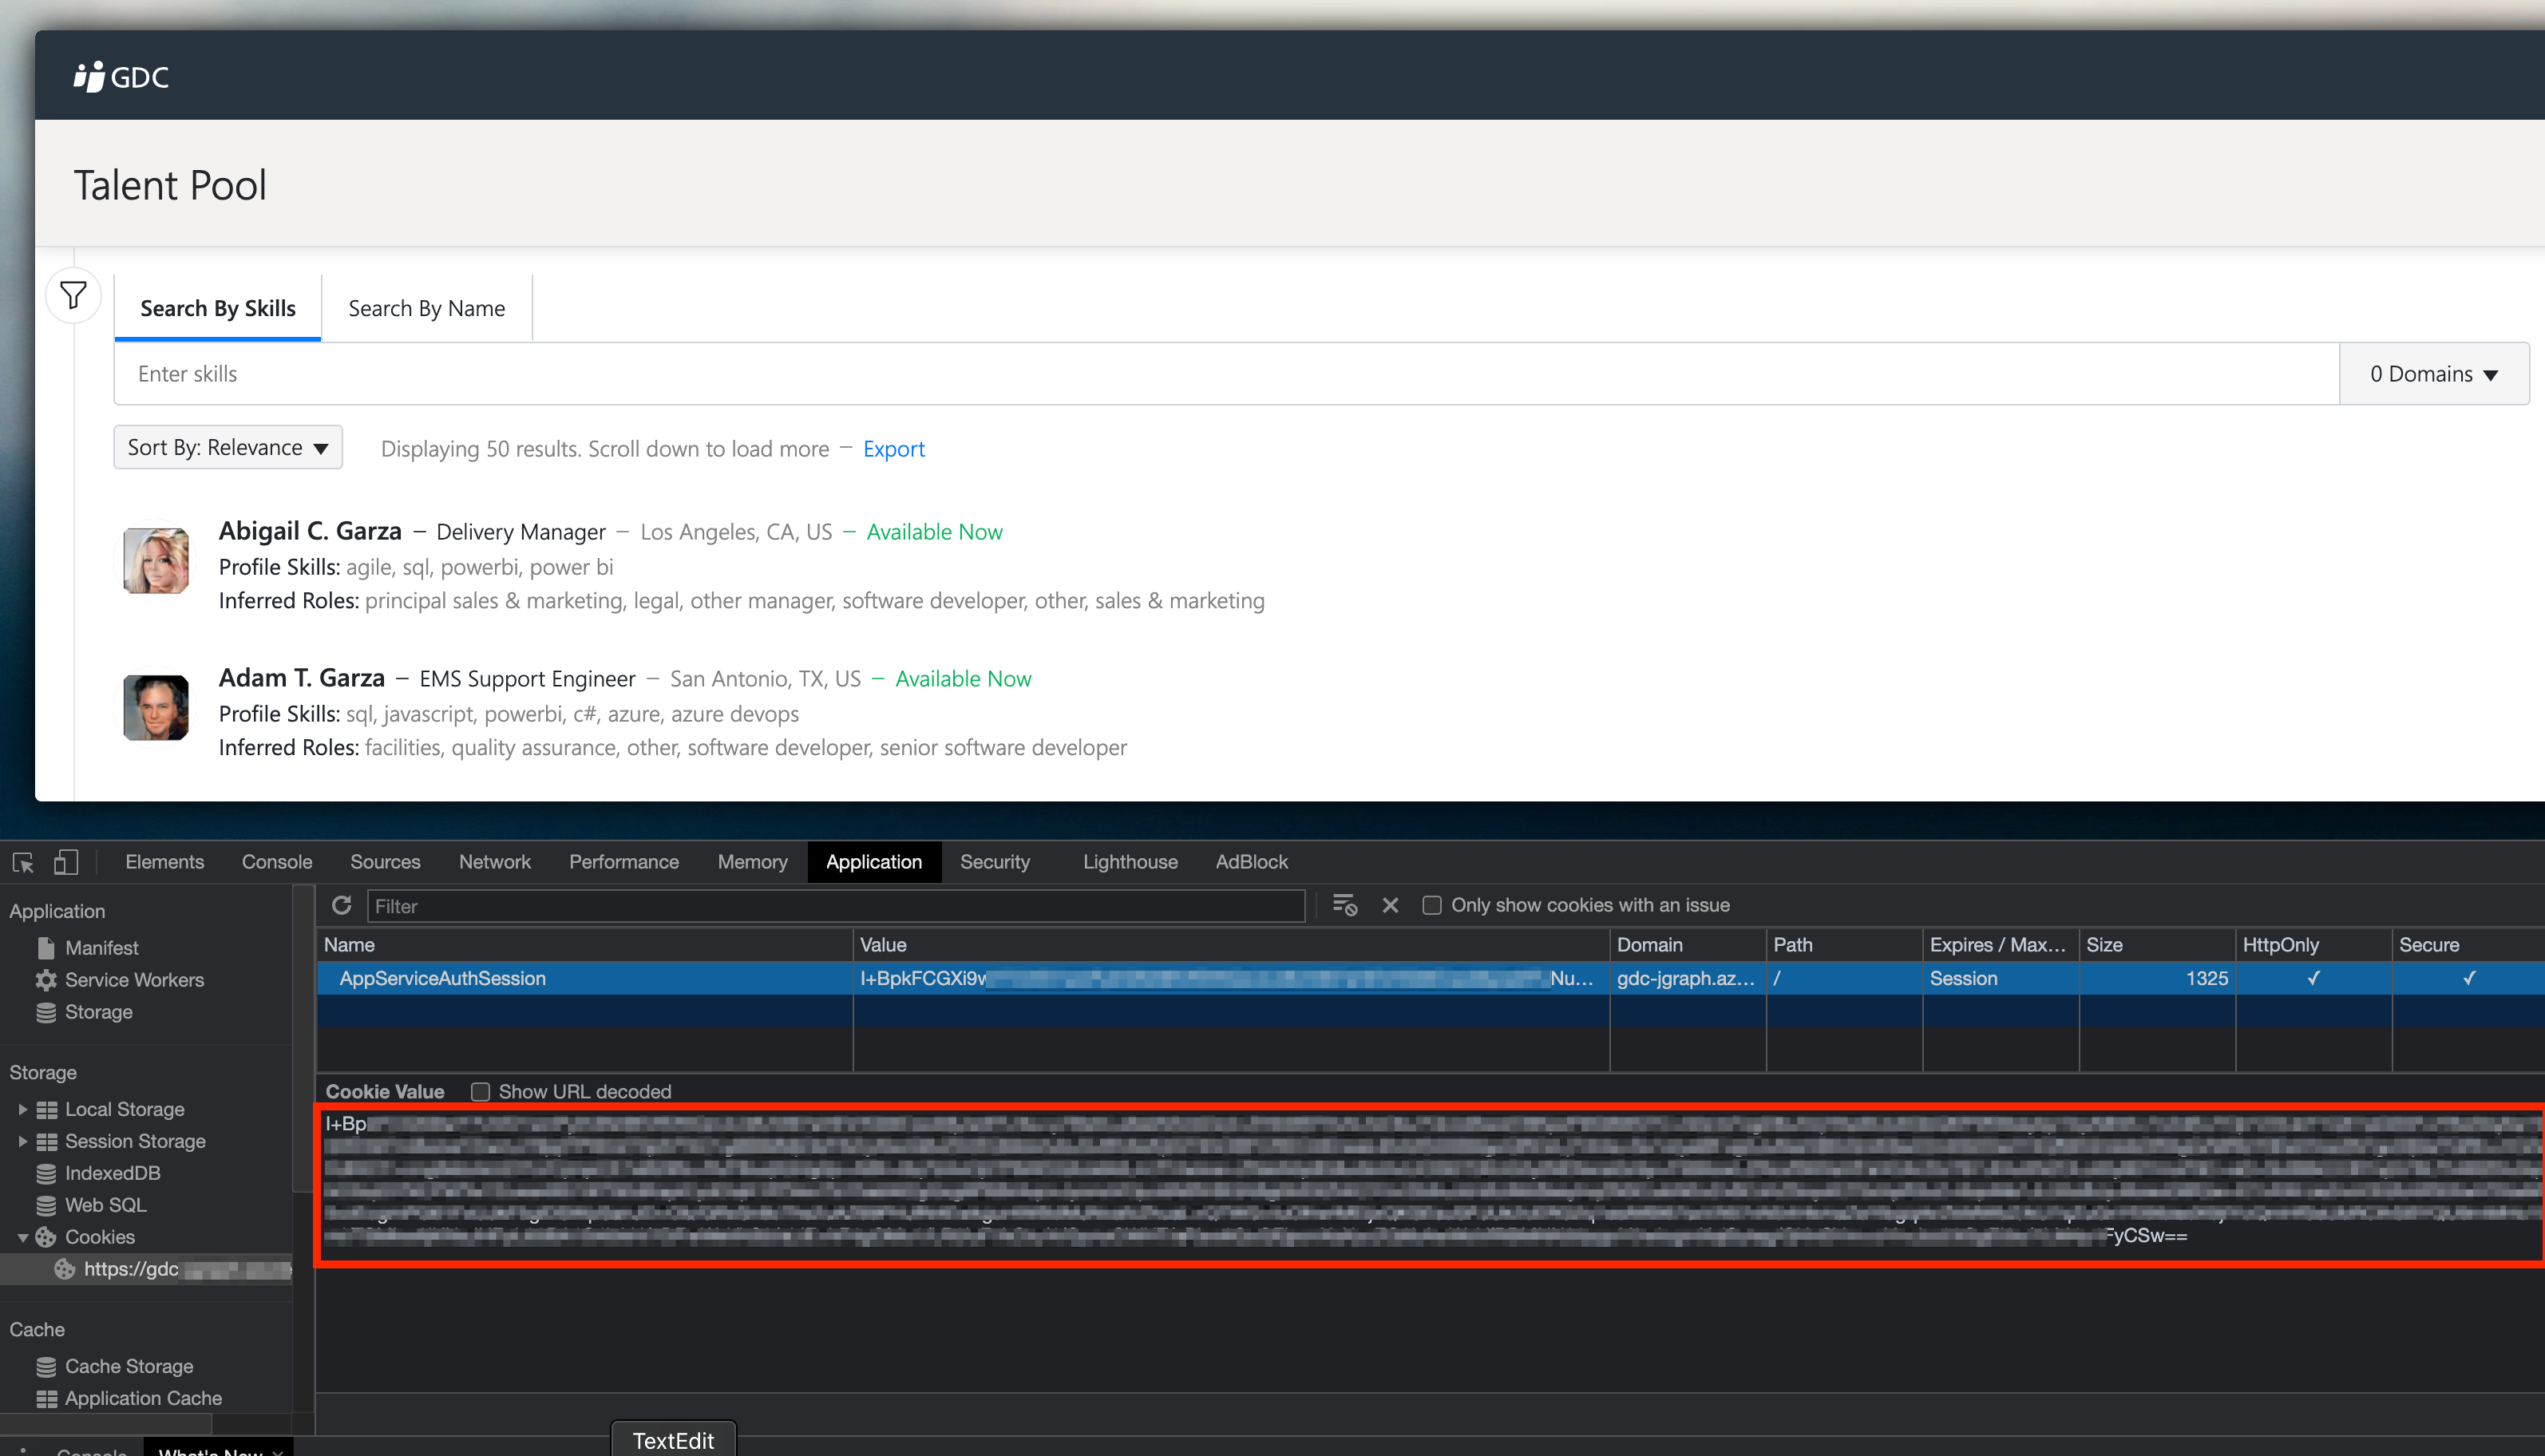 GDC
Talent Pool
Search By Skills
Search By Name
Enter skills
0 Domains
Sort By: Relevance
Displaying 50 results. Scroll down to load more – Export
Abigail C. Garza – Delivery Manager – Los Angeles, CA, US – Available Now
Profile Skills: agile, sql, powerbi, power bi
Inferred Roles: principal sales & marketing, legal, other manager, software developer, other, sales & marketing
Adam T. Garza – EMS Support Engineer – San Antonio, TX, US – Available Now
Profile Skills: sql, javascript, powerbi, c#, azure, azure devops
Inferred Roles: facilities, quality assurance, other, software developer, senior software developer
Elements Console Sources Network Performance Memory Application Security Lighthouse AdBlock
Application
Manifest
Service Workers
Storage
Storage
Local Storage
Session Storage
IndexedDB
Web SQL
Cookies
https://gdc
Cache
Cache Storage
Application Cache
Filter
Only show cookies with an issue
Name Value Domain Path Expires / Max... Size HttpOnly Secure
AppServiceAuthSession I+BpkFCGXi9w Nu... gdc-jgraph.az... / Session 1325 ✓ ✓
Cookie Value Show URL decoded
I+Bp
FyCSw==
Console What's New
TextEdit